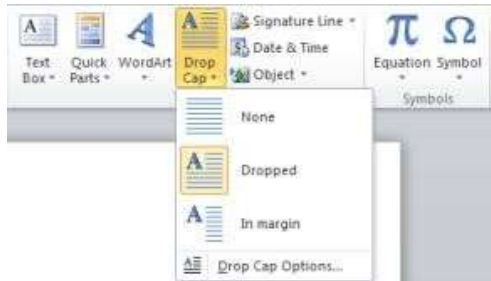 Text Box
Quick Parts
WordArt
Drop Cap
Signature Line
Date & Time
Object
Equation
Symbol
Symbols
None
Dropped
In margin
Drop Cap Options...